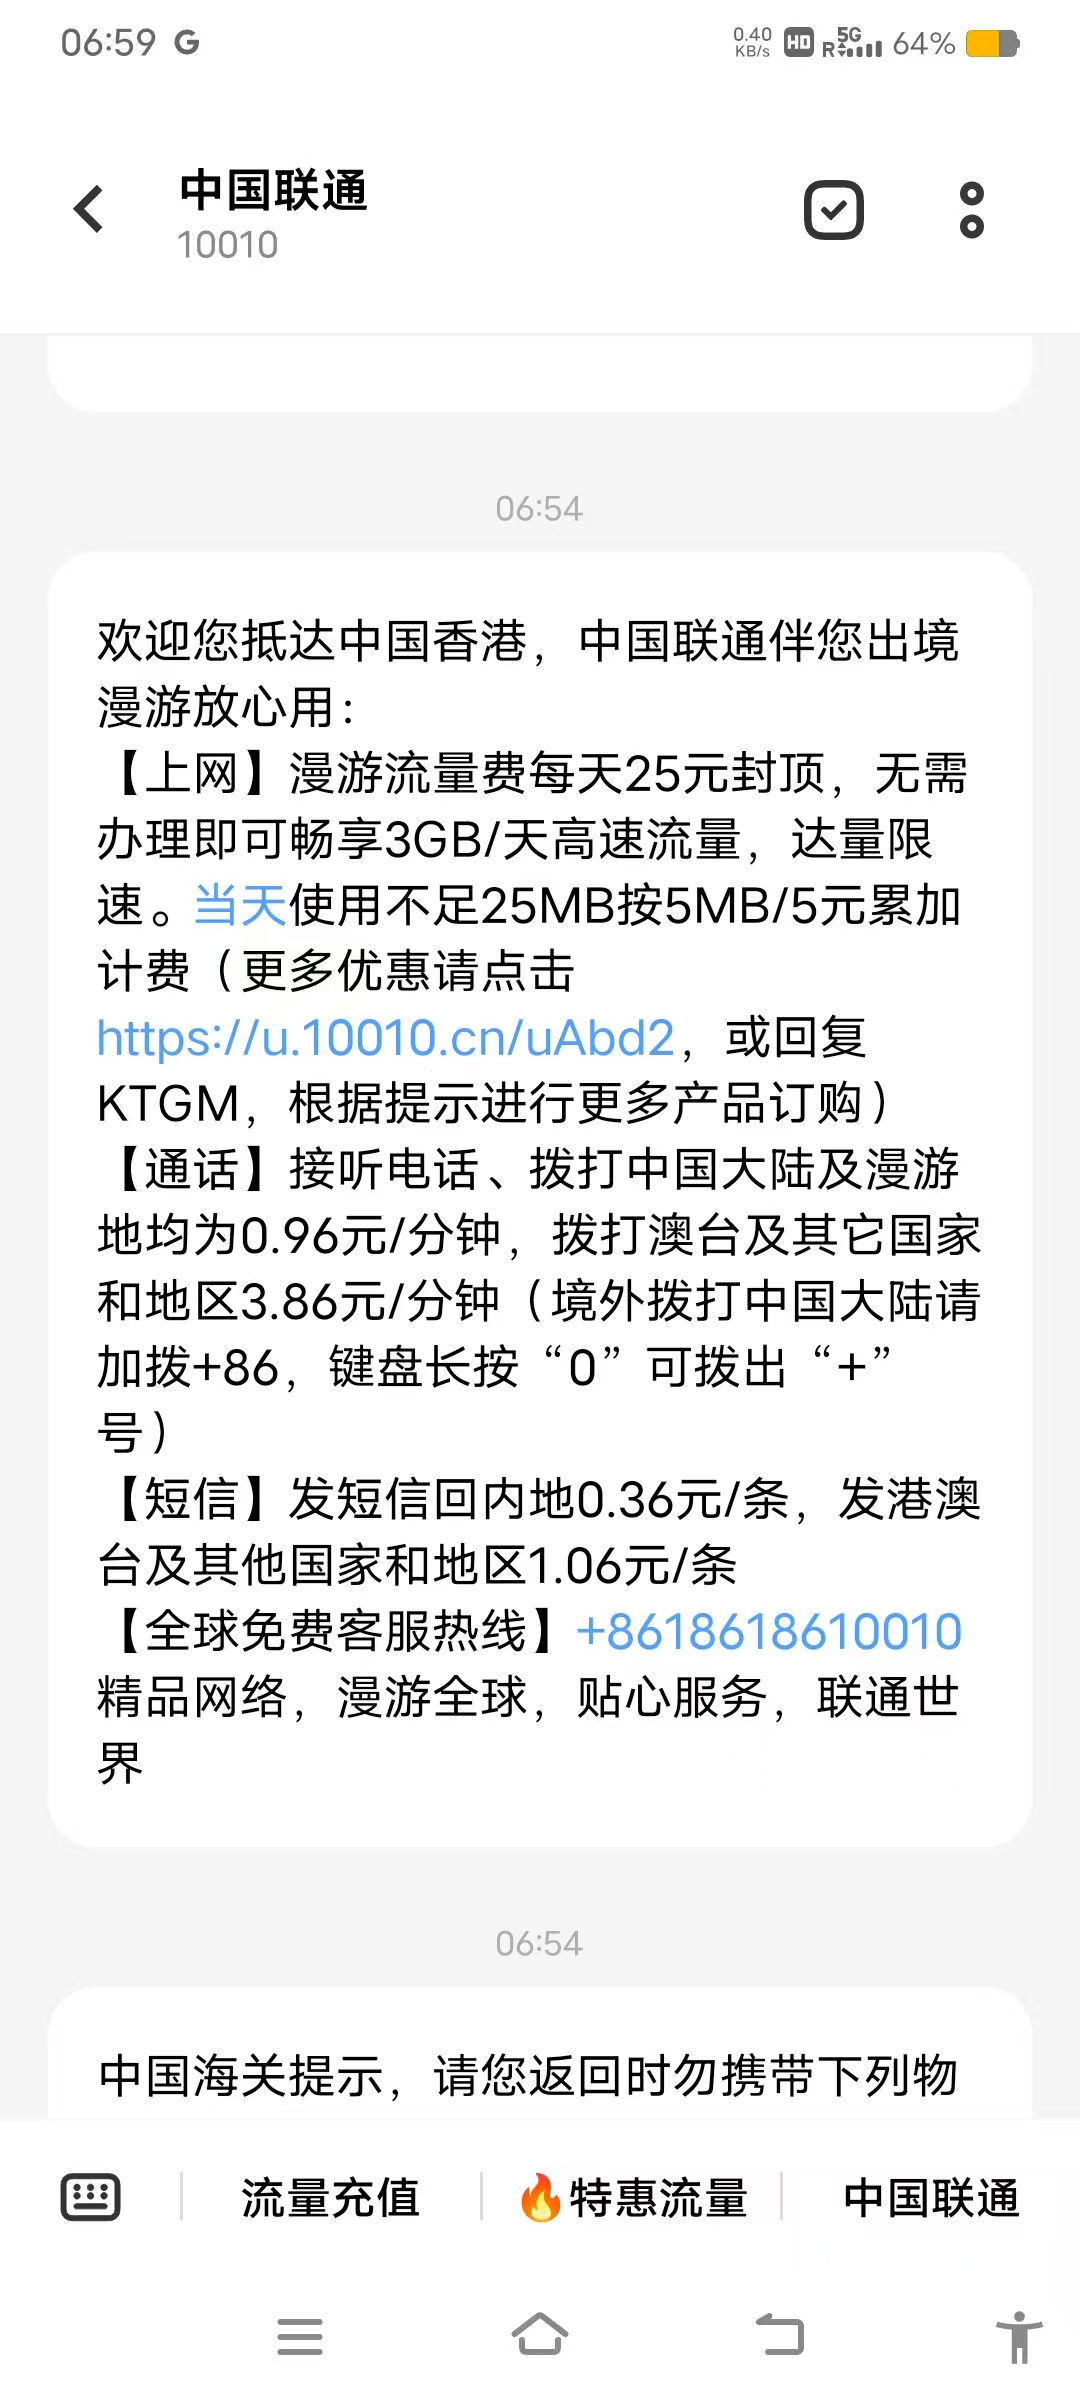 06:59 G 0.40 KB/s HD R 5G 64%
中国联通
10010
06:54
欢迎您抵达中国香港，中国联通伴您出境
漫游放心用：
【上网】漫游流量费每天25元封顶，无需
办理即可畅享3GB/天高速流量，达量限
速。当天使用不足25MB按5MB/5元累加
计费（更多优惠请点击
https://u.10010.cn/uAbd2，或回复
KTGM，根据提示进行更多产品订购）
【通话】接听电话、拨打中国大陆及漫游
地均为0.96元/分钟，拨打澳台及其它国家
和地区3.86元/分钟（境外拨打中国大陆请
加拨+86，键盘长按“0”可拨出“+”
号）
【短信】发短信回内地0.36元/条，发港澳
台及其他国家和地区1.06元/条
【全球免费客服热线】+8618618610010
精品网络，漫游全球，贴心服务，联通世
界
06:54
中国海关提示，请您返回时勿携带下列物
流量充值 🔥特惠流量 中国联通